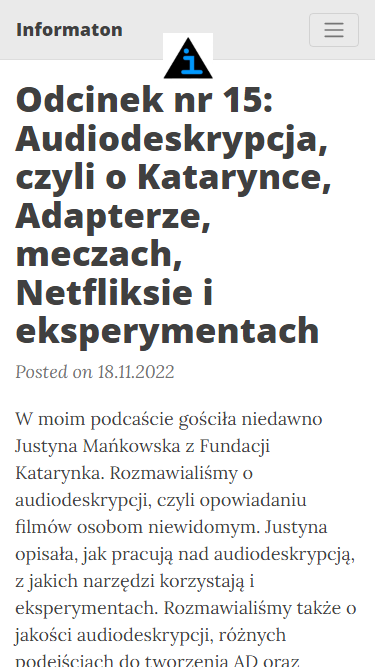 Informaton
Odcinek nr 15:
Audiodeskrypcja,
czyli o Katarynce,
Adapterze,
meczach,
Netfliksie i
eksperymentach
Posted on 18.11.2022
W moim podcaście gościła niedawno
Justyna Mańkowska z Fundacji
Katarynka. Rozmawialiśmy o
audiodeskrypcji, czyli opowiadaniu
filmów osobom niewidomym. Justyna
opisała, jak pracują nad audiodeskrypcją,
z jakich narzędzi korzystają i
eksperymentach. Rozmawialiśmy także o
jakości audiodeskrypcji, różnych
podejściach do tworzenia AD oraz